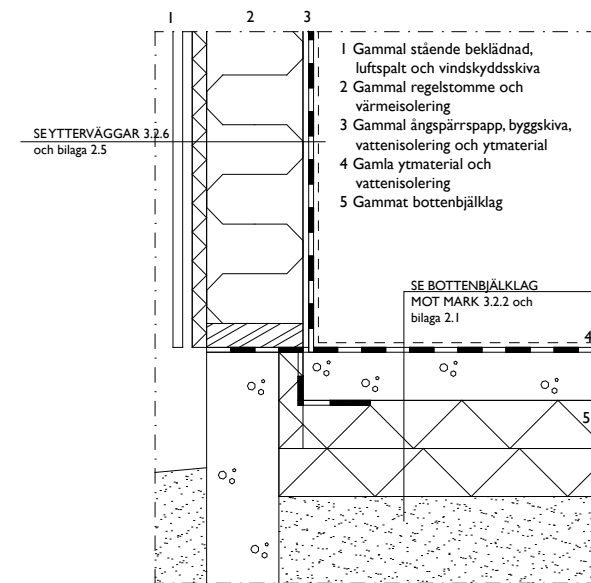 1 2 3
1 Gammal stående beklädnad,
luftspalt och vindskyddsskiva
2 Gammal regelstomme och
värmeisolering
3 Gammal ångspärrspapp, byggskiva,
vattenisolering och ytmaterial
4 Gamla ytmaterial och
vattenisolering
5 Gammat bottenbjälklag
SE YTTERVÄGGAR 3.2.6
och bilaga 2.5
SE BOTTENBJÄLKLAG
MOT MARK 3.2.2 och
bilaga 2.1
4
5